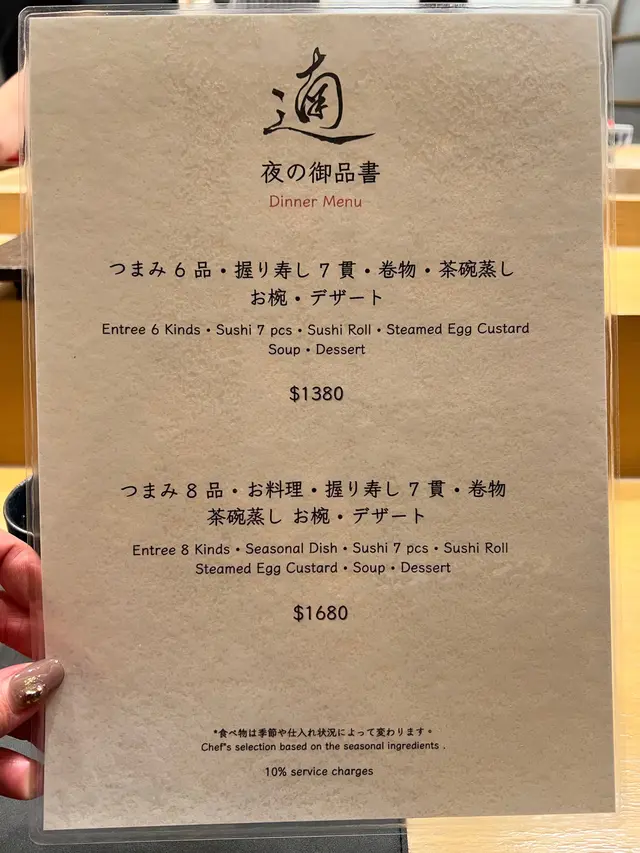 夜の御品書
Dinner Menu
つまみ 6 品・握り寿し 7 貫・巻物・茶碗蒸し
お椀・デザート
Entree 6 Kinds • Sushi 7 pcs • Sushi Roll • Steamed Egg Custard
Soup • Dessert
$1380
つまみ 8 品・お料理・握り寿し 7 貫・巻物
茶碗蒸し お椀・デザート
Entree 8 Kinds • Seasonal Dish • Sushi 7 pcs • Sushi Roll
Steamed Egg Custard • Soup • Dessert
$1680
*食べ物は季節や仕入れ状況によって変わります。
Chef's selection based on the seasonal ingredients .
10% service charges